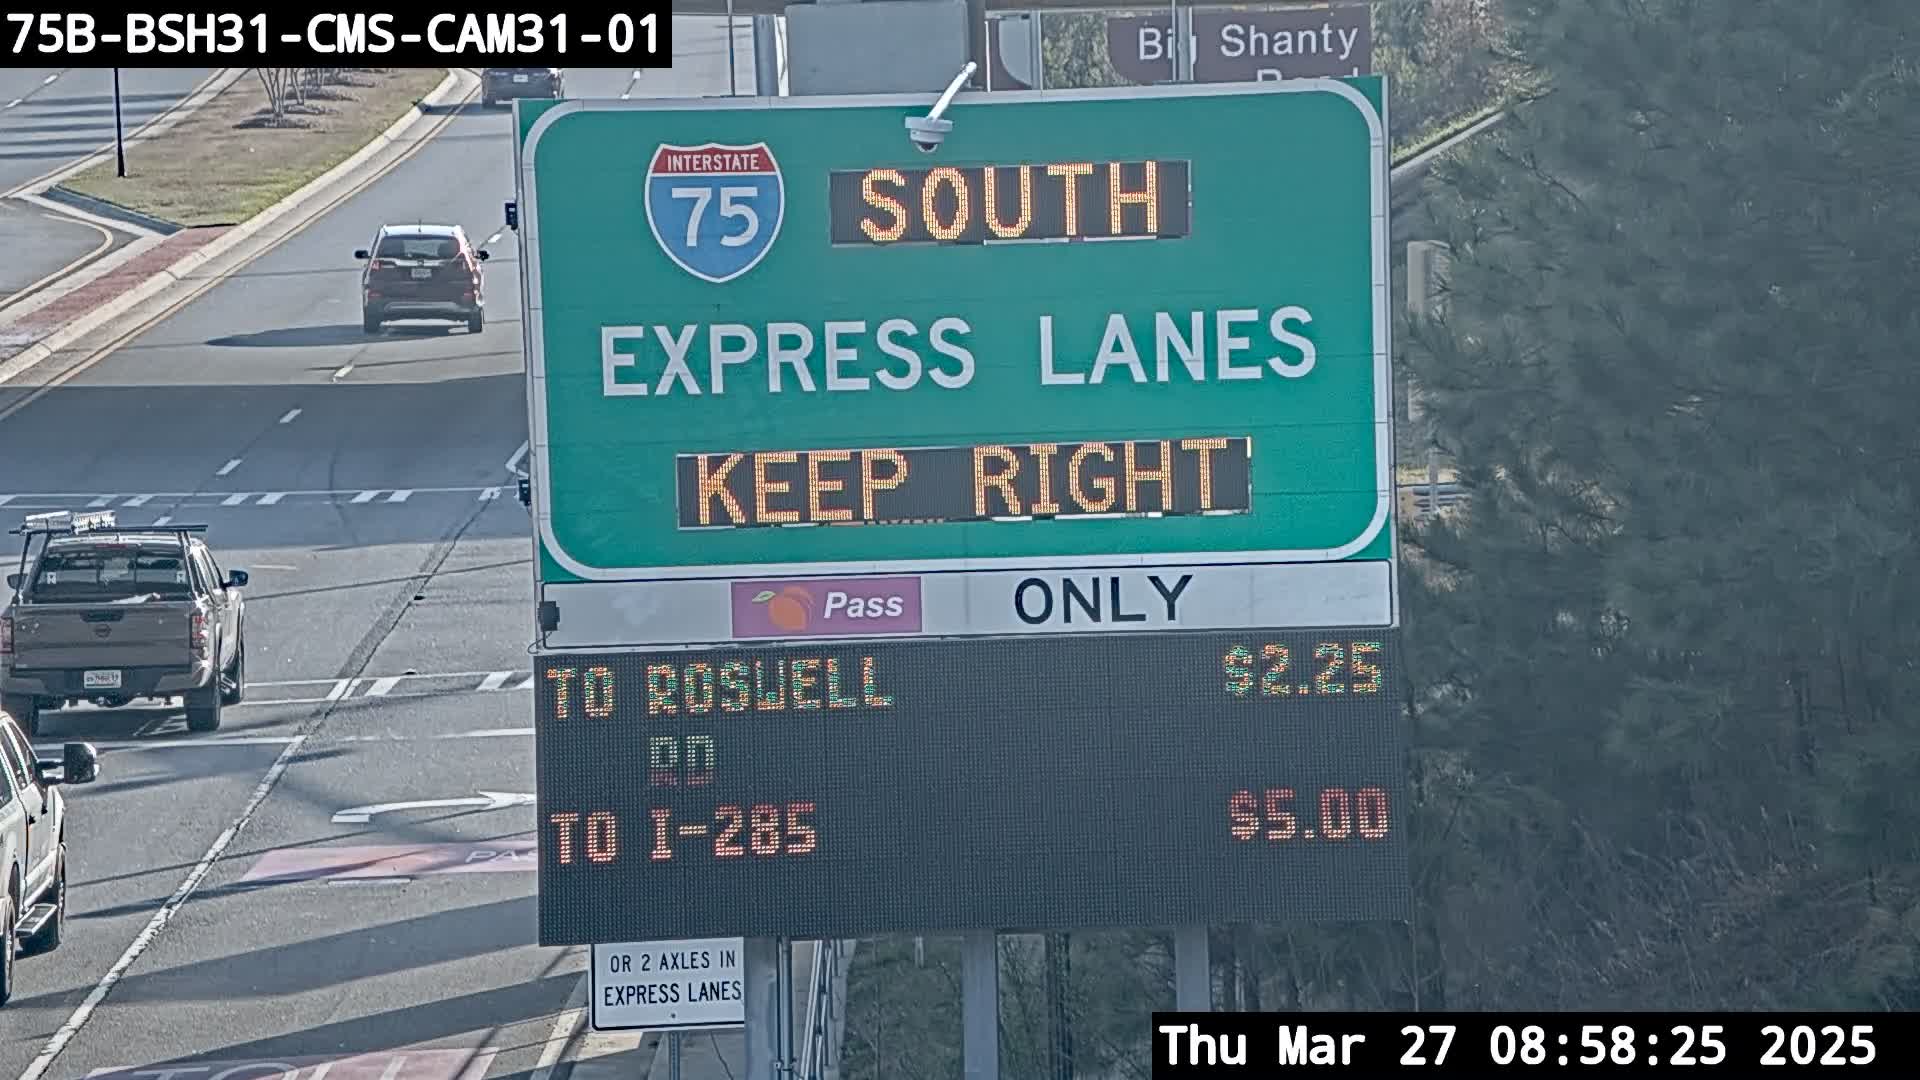 75B-BSH31-CMS-CAM31-01
Big Shanty
INTERSTATE
75
SOUTH
EXPRESS LANES
KEEP RIGHT
Pass
ONLY
TO ROSWELL $2.25
RD
TO I-285 $5.00
OR 2 AXLES IN
EXPRESS LANES
Thu Mar 27 08:58:25 2025